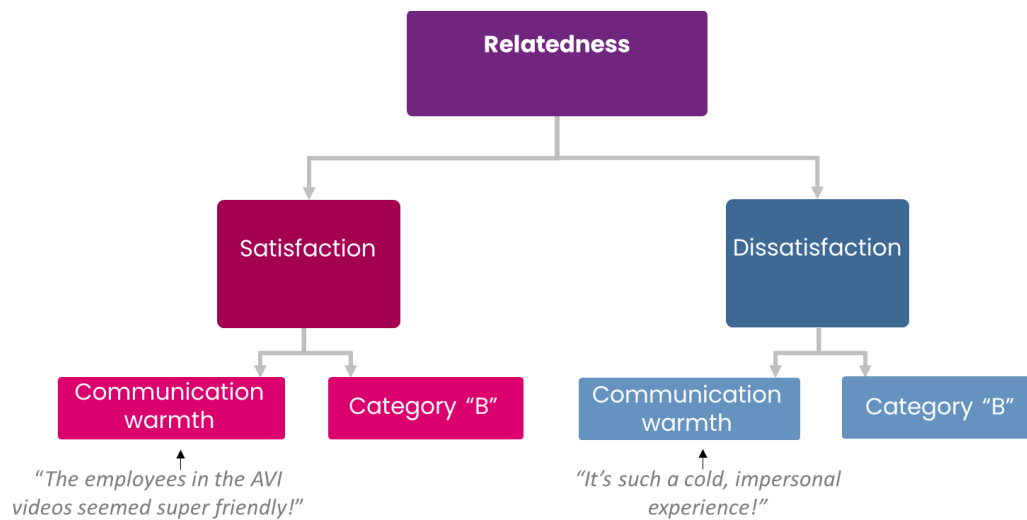 Relatedness
Satisfaction
Dissatisfaction
Communication
warmth
Category “B”
Communication
warmth
Category “B”
“The employees in the AVI
videos seemed super friendly!”
“It’s such a cold, impersonal
experience!”